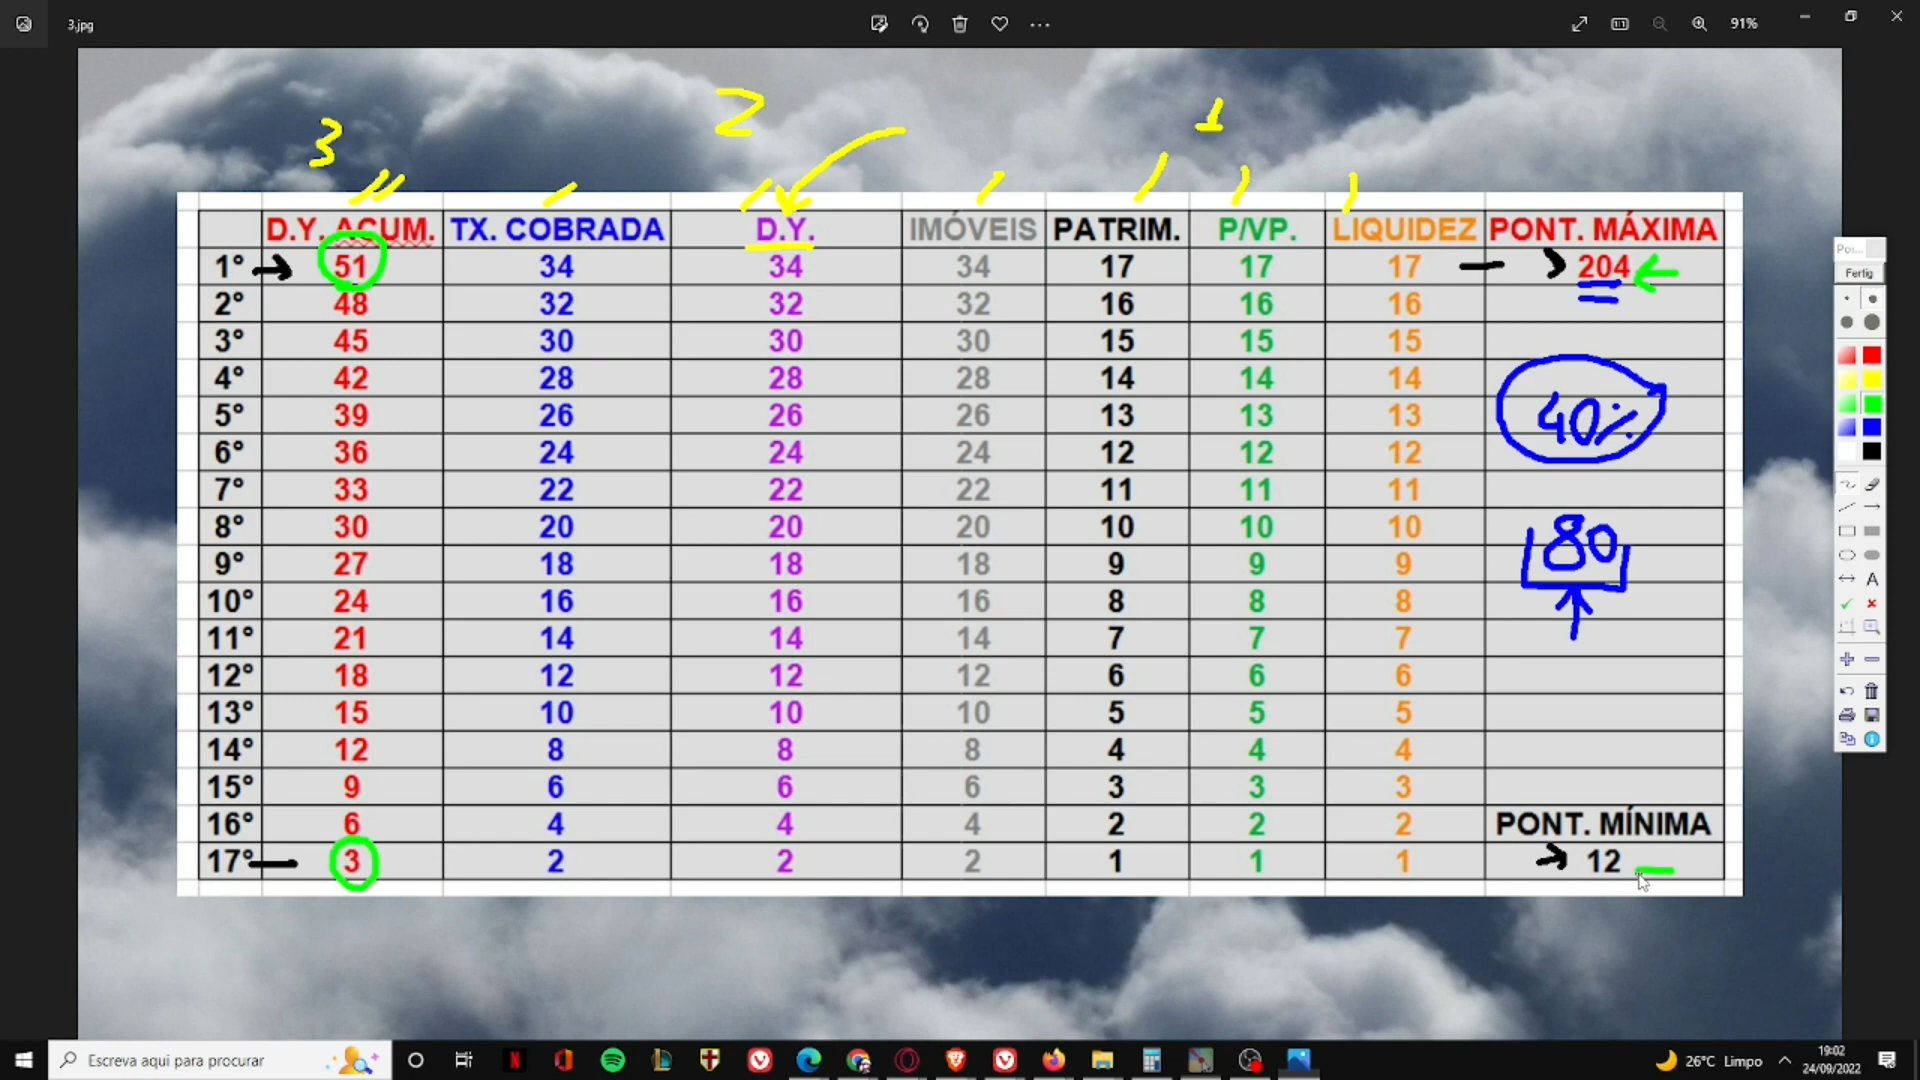 3.jpg
91%
3 2 1
D.Y. ACUM. TX. COBRADA D.Y. IMÓVEIS PATRIM. P/VP. LIQUIDEZ PONT. MÁXIMA
1° 51 34 34 34 17 17 17 204
2° 48 32 32 32 16 16 16
3° 45 30 30 30 15 15 15
4° 42 28 28 28 14 14 14
5° 39 26 26 26 13 13 13
40%
6° 36 24 24 24 12 12 12
7° 33 22 22 22 11 11 11
8° 30 20 20 20 10 10 10
80
9° 27 18 18 18 9 9 9
10° 24 16 16 16 8 8 8
11° 21 14 14 14 7 7 7
12° 18 12 12 12 6 6 6
13° 15 10 10 10 5 5 5
14° 12 8 8 8 4 4 4
15° 9 6 6 6 3 3 3
16° 6 4 4 4 2 2 2 PONT. MÍNIMA
17° 3 2 2 2 1 1 1 12
Poi...
Fertig
A
Escreva aqui para procurar
26°C Limpo
19:02
24/09/2022